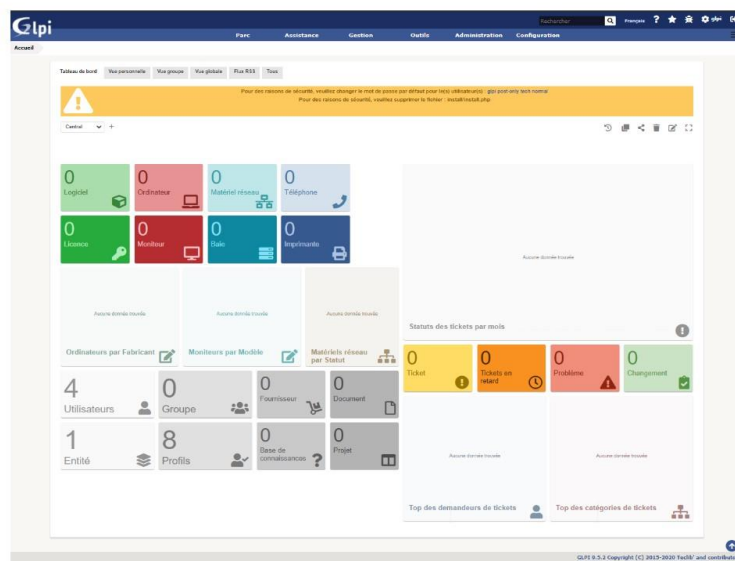 Glpi
Rechercher
Français
?
glpi
Parc
Assistance
Gestion
Outils
Administration
Configuration
Accueil
Tableau de bord
Vue personnelle
Vue groupe
Vue globale
Flux RSS
Tous
Pour des raisons de sécurité, veuillez changer le mot de passe par défaut pour le(s) utilisateur(s) : glpi post-only tech normal
Pour des raisons de sécurité, veuillez supprimer le fichier : install/install.php
Central
+
0
Logiciel
0
Ordinateur
0
Matériel réseau
0
Téléphone
0
Licence
0
Moniteur
0
Baie
0
Imprimante
Aucune donnée trouvée
Statuts des tickets par mois
Aucune donnée trouvée
Ordinateurs par Fabricant
Aucune donnée trouvée
Moniteurs par Modèle
Aucune donnée trouvée
Matériels réseau
par Statut
0
Ticket
0
Tickets en
retard
0
Problème
0
Changement
4
Utilisateurs
0
Groupe
0
Fournisseur
0
Document
1
Entité
8
Profils
0
Base de
connaissances
0
Projet
Aucune donnée trouvée
Top des demandeurs de tickets
Aucune donnée trouvée
Top des catégories de tickets
GLPI 9.5.3 Copyright (C) 2015-2020 Teclib' and contributors